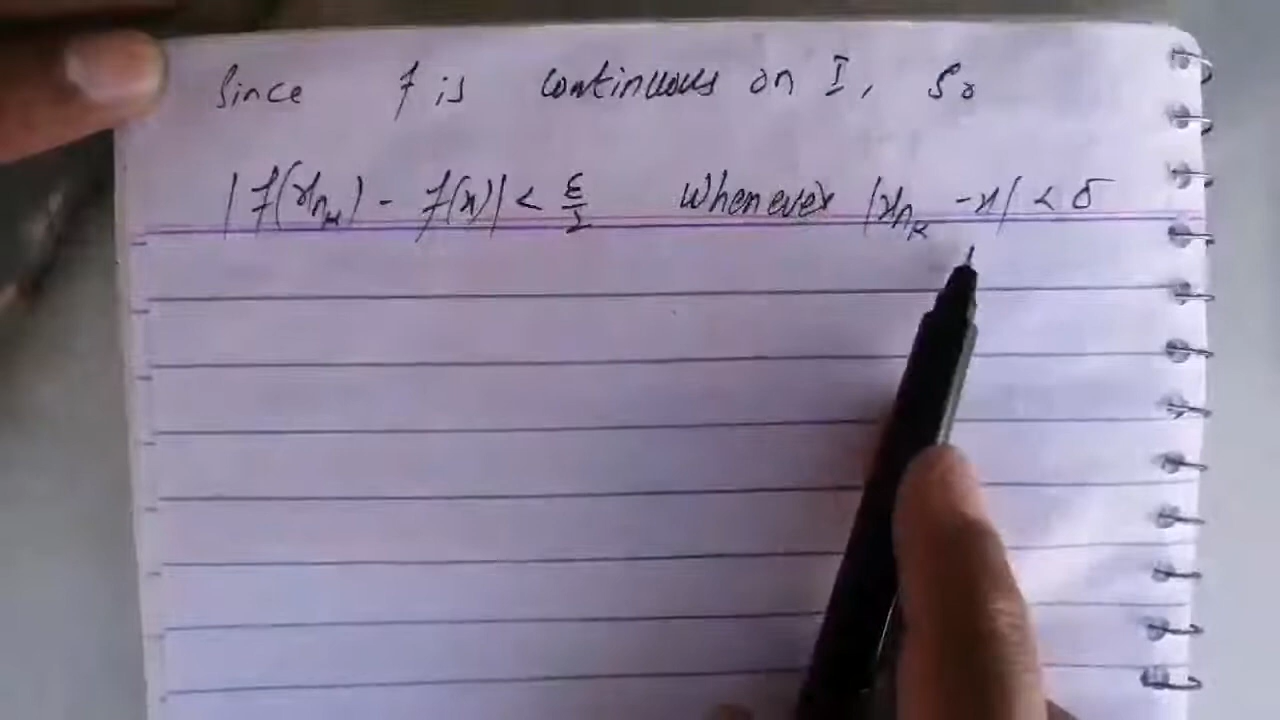 Since f is continuous on I, So
|f(x_{n_k}) - f(x)| < ε/2 Whenever |x_{n_k} - x| < δ